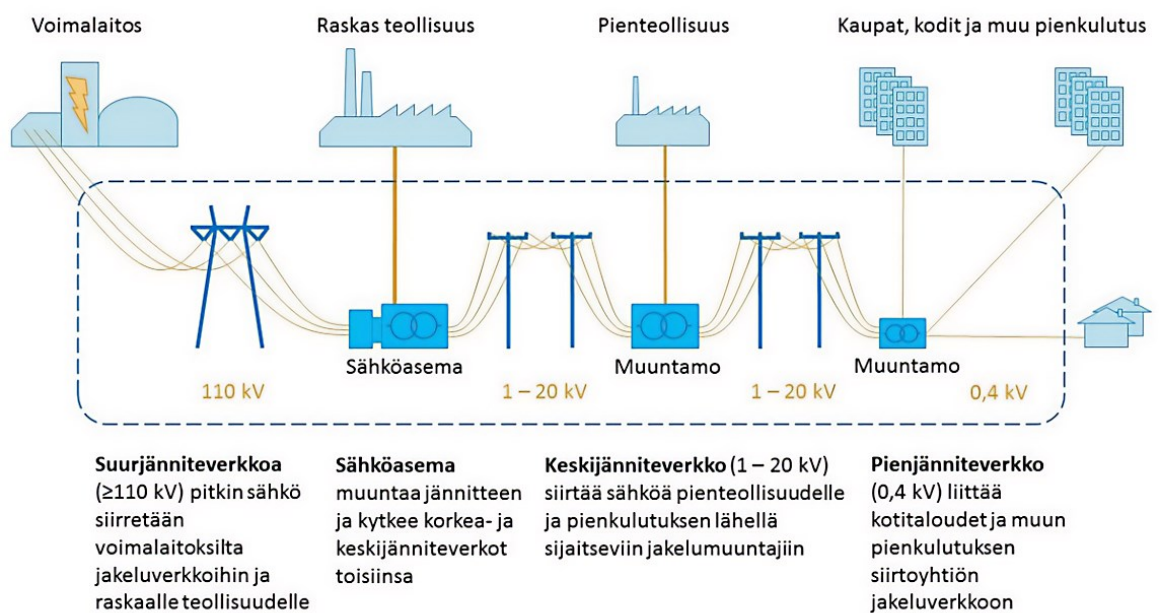 Voimalaitos
Raskas teollisuus
Pienteollisuus
Kaupat, kodit ja muu pienkulutus
Sähköasema
Muuntamo
Muuntamo
110 kV
1 – 20 kV
1 – 20 kV
0,4 kV
Suurjänniteverkkoa
(≥110 kV) pitkin sähkö
siirretään
voimalaitoksilta
jakeluverkkoihin ja
raskaalle teollisuudelle
Sähköasema
muuntaa jännitteen
ja kytkee korkea- ja
keskijänniteverkot
toisiinsa
Keskijänniteverkko (1 – 20 kV)
siirtää sähköä pienteollisuudelle
ja pienkulutuksen lähellä
sijaitseviin jakelumuuntajiin
Pienjänniteverkko
(0,4 kV) liittää
kotitaloudet ja muun
pienkulutuksen
siirtoyhtiön
jakeluverkkoon